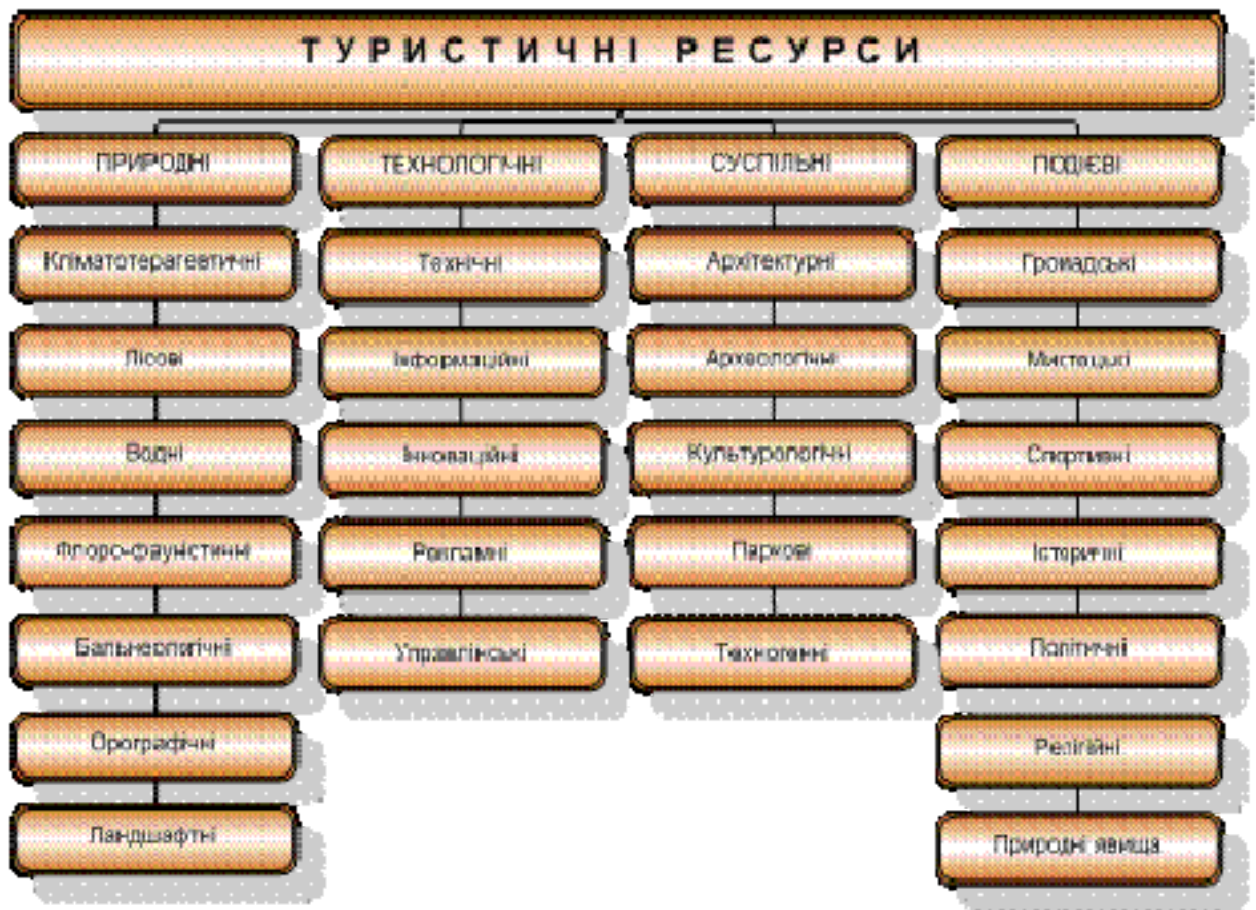 ТУРИСТИЧНІ РЕСУРСИ
ПРИРОДНІ
Кліматотерапевтичні
Лісові
Водні
Флоро-фауністичні
Бальнеологічні
Орографічні
Ландшафтні
ТЕХНОЛОГІЧНІ
Технічні
Інформаційні
Інноваційні
Рекламні
Управлінські
СУСПІЛЬНІ
Архітектурні
Археологічні
Культурологічні
Паркові
Техногенні
ПОДІЄВІ
Громадські
Мистецькі
Спортивні
Історичні
Політичні
Релігійні
Природні явища